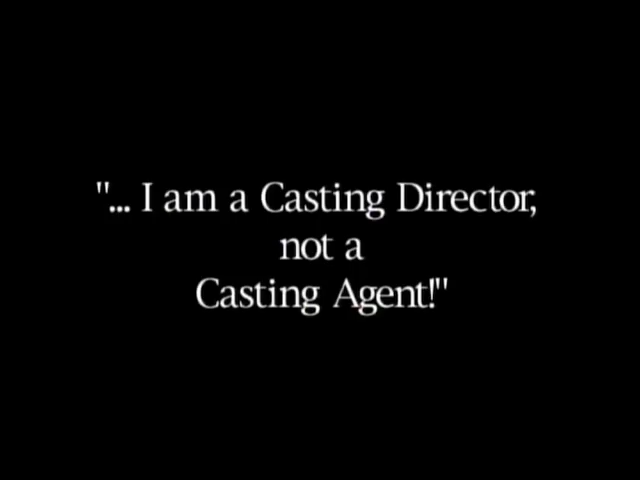 "... I am a Casting Director,
not a
Casting Agent!"